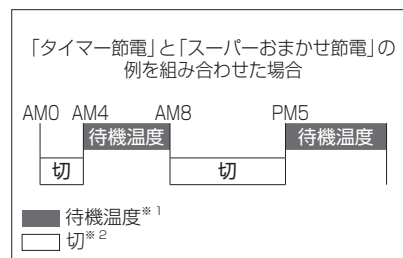 「タイマー節電」と「スーパーおまかせ節電」の
例を組み合わせた場合
AM0 AM4 AM8 PM5
待機温度 待機温度
切 切
待機温度※1
切※2